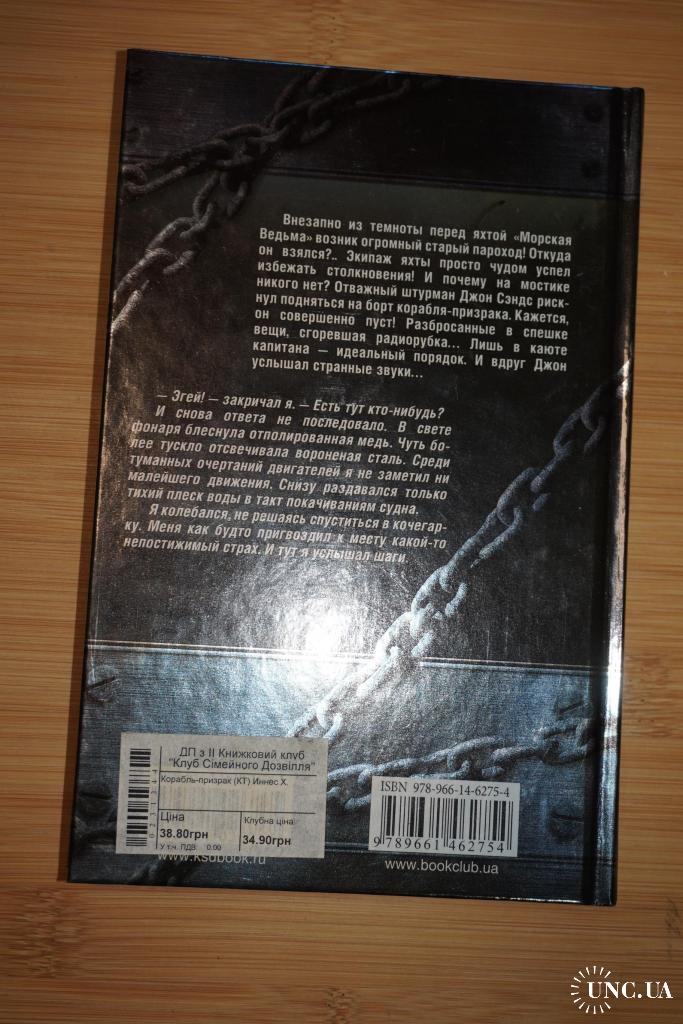 Внезапно из темноты перед яхтой «Морская
Ведьма» возник огромный старый пароход! Откуда
он взялся?.. Экипаж яхты просто чудом успел
избежать столкновения! И почему на мостике
никого нет? Отважный штурман Джон Сэндс риск-
нул подняться на борт корабля-призрака. Кажется,
он совершенно пуст! Разбросанные в спешке
вещи, сгоревшая радиорубка... Лишь в каюте
капитана — идеальный порядок. И вдруг Джон
услышал странные звуки...
— Эгей! — закричал я. — Есть тут кто-нибудь?
И снова ответа не последовало. В свете
фонаря блеснула отполированная медь. Чуть бо-
лее тускло отсвечивала вороненая сталь. Среди
туманных очертаний двигателей я не заметил ни
малейшего движения. Снизу раздавался только
тихий плеск воды в такт покачиваниям судна.
Я колебался, не решаясь спуститься в кочегар-
ку. Меня как будто пригвоздил к месту какой-то
непостижимый страх. И тут я услышал шаги
ДП з ІІ Книжковий клуб
"Клуб Сімейного Дозвілля"
Корабль-призрак (КТ) Иннес Х.
Ціна
38.80грн
У т.ч. ПДВ 0.00
Клубна ціна
34.90грн
www.ksdbook.ru
ISBN 978-966-14-6275-4
9789661462754
www.bookclub.ua
UNC.UA